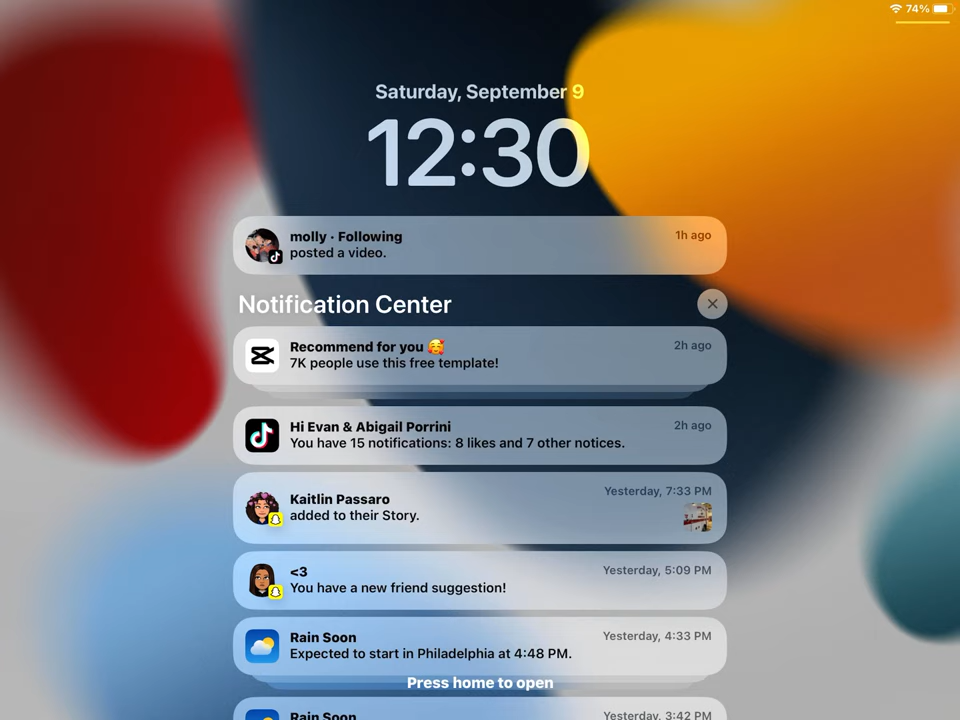 74%
Saturday, September 9
12:30
molly · Following
1h ago
posted a video.
Notification Center
Recommend for you 🥰
2h ago
7K people use this free template!
Hi Evan & Abigail Porrini
2h ago
You have 15 notifications: 8 likes and 7 other notices.
Yesterday, 7:33 PM
Kaitlin Passaro
added to their Story.
<3
Yesterday, 5:09 PM
You have a new friend suggestion!
Rain Soon
Yesterday, 4:33 PM
Expected to start in Philadelphia at 4:48 PM.
Press home to open
Rain Soon
Yesterday, 3:42 PM